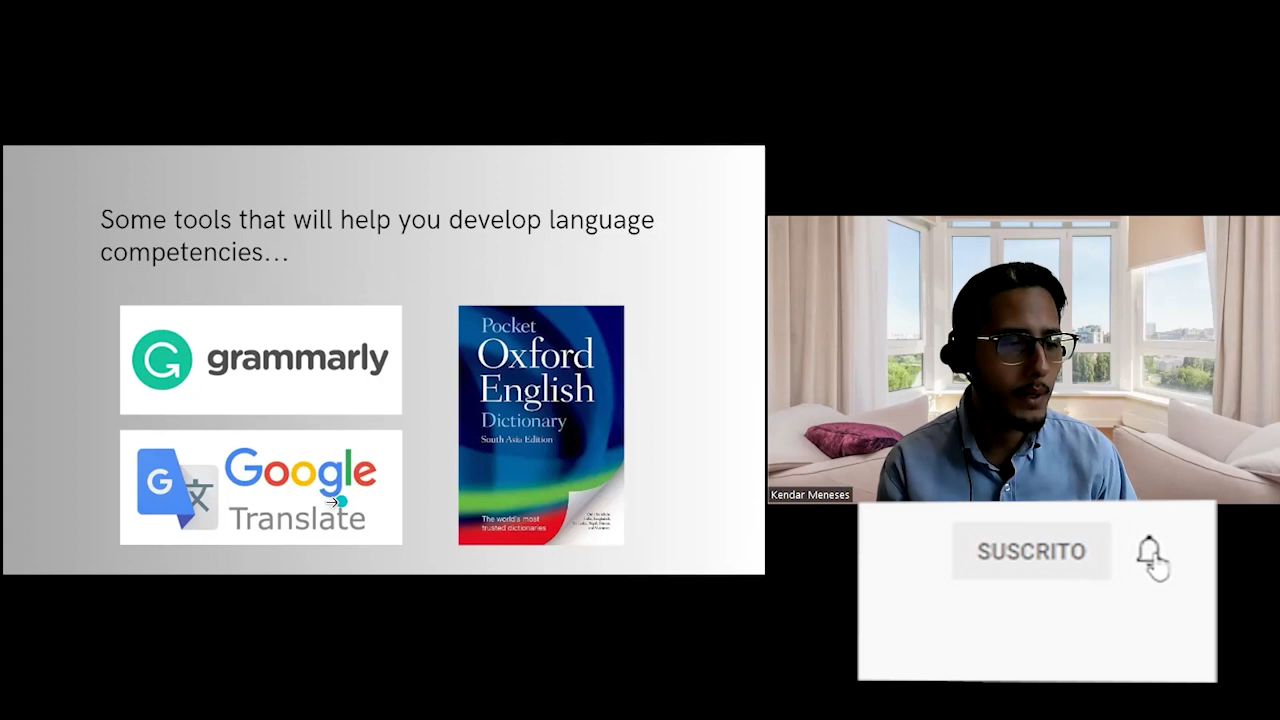 Some tools that will help you develop language
competencies...
grammarly
Google
Translate
Pocket
Oxford
English
Dictionary
South Asia Edition
The world's most
trusted dictionaries
Kendar Meneses
SUSCRITO